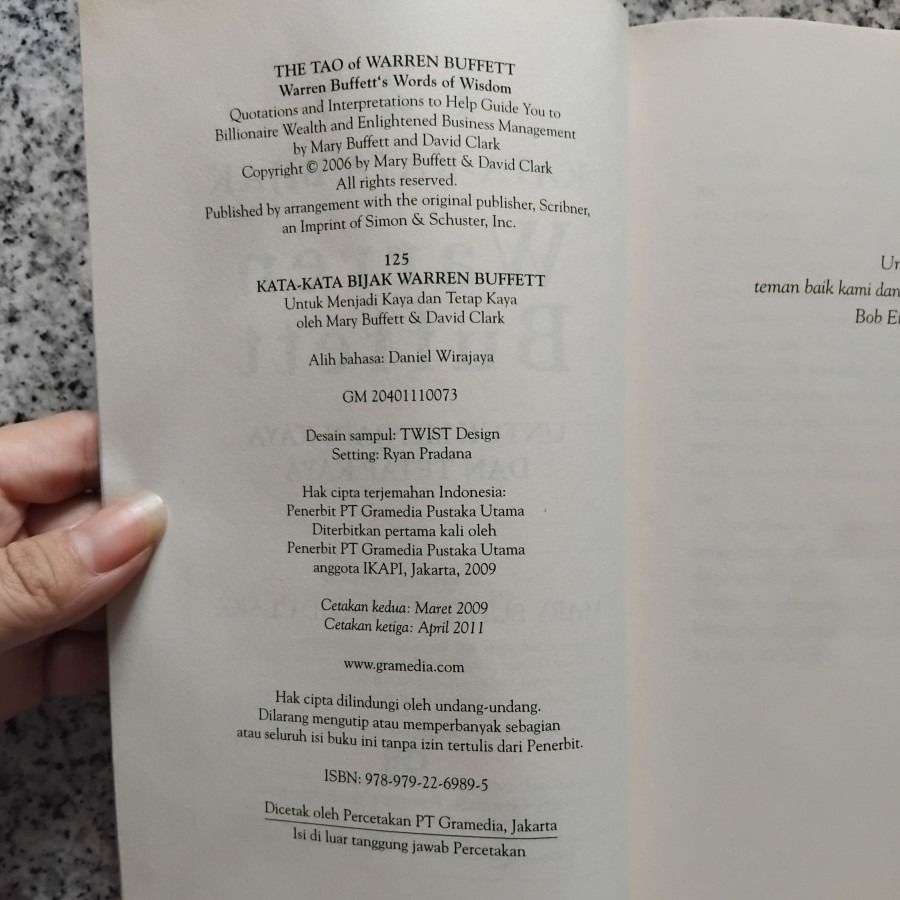 THE TAO of WARREN BUFFETT
Warren Buffett's Words of Wisdom
Quotations and Interpretations to Help Guide You to
Billionaire Wealth and Enlightened Business Management
by Mary Buffett and David Clark
Copyright © 2006 by Mary Buffett & David Clark
All rights reserved.
Published by arrangement with the original publisher, Scribner,
an Imprint of Simon & Schuster, Inc.
125
KATA-KATA BIJAK WARREN BUFFETT
Untuk Menjadi Kaya dan Tetap Kaya
oleh Mary Buffett & David Clark
Alih bahasa: Daniel Wirajaya
GM 20401110073
Desain sampul: TWIST Design
Setting: Ryan Pradana
Hak cipta terjemahan Indonesia:
Penerbit PT Gramedia Pustaka Utama
Diterbitkan pertama kali oleh
Penerbit PT Gramedia Pustaka Utama
anggota IKAPI, Jakarta, 2009
Cetakan kedua: Maret 2009
Cetakan ketiga: April 2011
www.gramedia.com
Hak cipta dilindungi oleh undang-undang.
Dilarang mengutip atau memperbanyak sebagian
atau seluruh isi buku ini tanpa izin tertulis dari Penerbit.
ISBN: 978-979-22-6989-5
Dicetak oleh Percetakan PT Gramedia, Jakarta
Isi di luar tanggung jawab Percetakan
teman baik kami dan
Bob